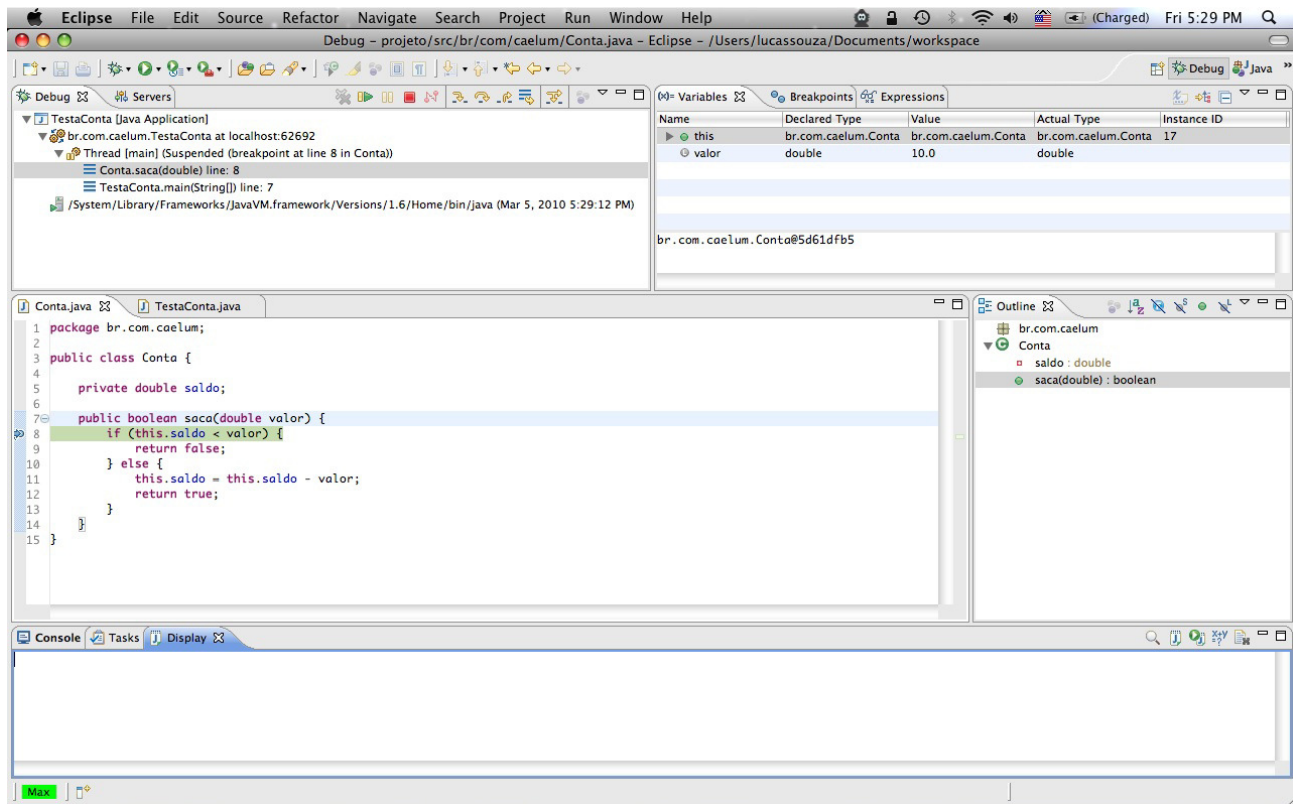 Eclipse File Edit Source Refactor Navigate Search Project Run Window Help (Charged) Fri 5:29 PM
Debug – projeto/src/br/com/caelum/Conta.java – Eclipse – /Users/lucassouza/Documents/workspace
Debug Java »
Debug Servers
TestaConta [Java Application]
br.com.caelum.TestaConta at localhost:62692
Thread [main] (Suspended (breakpoint at line 8 in Conta))
Conta.saca(double) line: 8
TestaConta.main(String[]) line: 7
/System/Library/Frameworks/JavaVM.framework/Versions/1.6/Home/bin/java (Mar 5, 2010 5:29:12 PM)
(x)= Variables Breakpoints Expressions
Name Declared Type Value Actual Type Instance ID
this br.com.caelum.Conta br.com.caelum.Conta br.com.caelum.Conta 17
valor double 10.0 double
br.com.caelum.Conta@5d61dfb5
Conta.java TestaConta.java
1 package br.com.caelum;
2
3 public class Conta {
4
5 private double saldo;
6
7 public boolean saca(double valor) {
8 if (this.saldo < valor) {
9 return false;
10 } else {
11 this.saldo = this.saldo - valor;
12 return true;
13 }
14 }
15 }
Outline
br.com.caelum
Conta
saldo : double
saca(double) : boolean
Console Tasks Display
Max